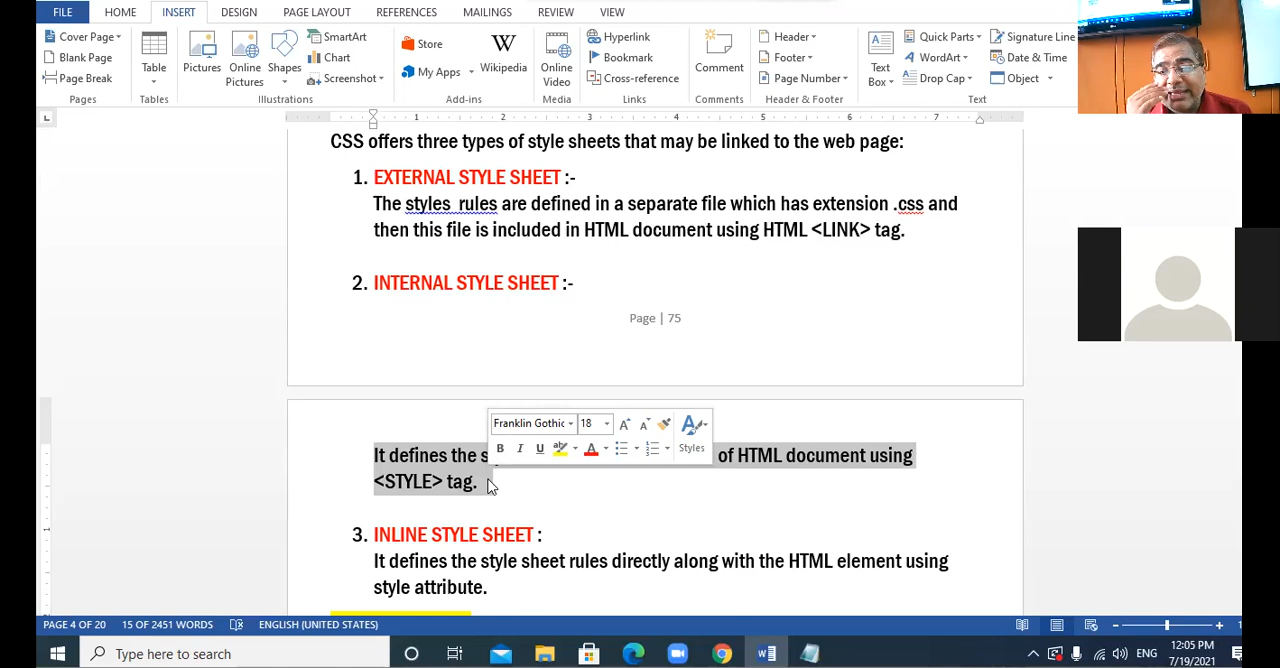 FILE HOME INSERT DESIGN PAGE LAYOUT REFERENCES MAILINGS REVIEW VIEW
Cover Page
Blank Page
Page Break
Pages
Table
Tables
Pictures
Online Pictures
Shapes
SmartArt
Chart
Screenshot
Illustrations
Store
My Apps
Wikipedia
Add-ins
Online Video
Media
Hyperlink
Bookmark
Cross-reference
Links
Comment
Comments
Header
Footer
Page Number
Header & Footer
Text Box
Quick Parts
WordArt
Drop Cap
Signature Line
Date & Time
Object
Text
1 2 3 4 5 6 7
CSS offers three types of style sheets that may be linked to the web page:
1. EXTERNAL STYLE SHEET :-
The styles rules are defined in a separate file which has extension .css and
then this file is included in HTML document using HTML <LINK> tag.
2. INTERNAL STYLE SHEET :-
Page | 75
Franklin Gothic 18
B I U ab A Styles
It defines the s of HTML document using
<STYLE> tag.
3. INLINE STYLE SHEET :
It defines the style sheet rules directly along with the HTML element using
style attribute.
PAGE 4 OF 20 15 OF 2451 WORDS ENGLISH (UNITED STATES)
Type here to search
ENG
12:05 PM
7/19/2021